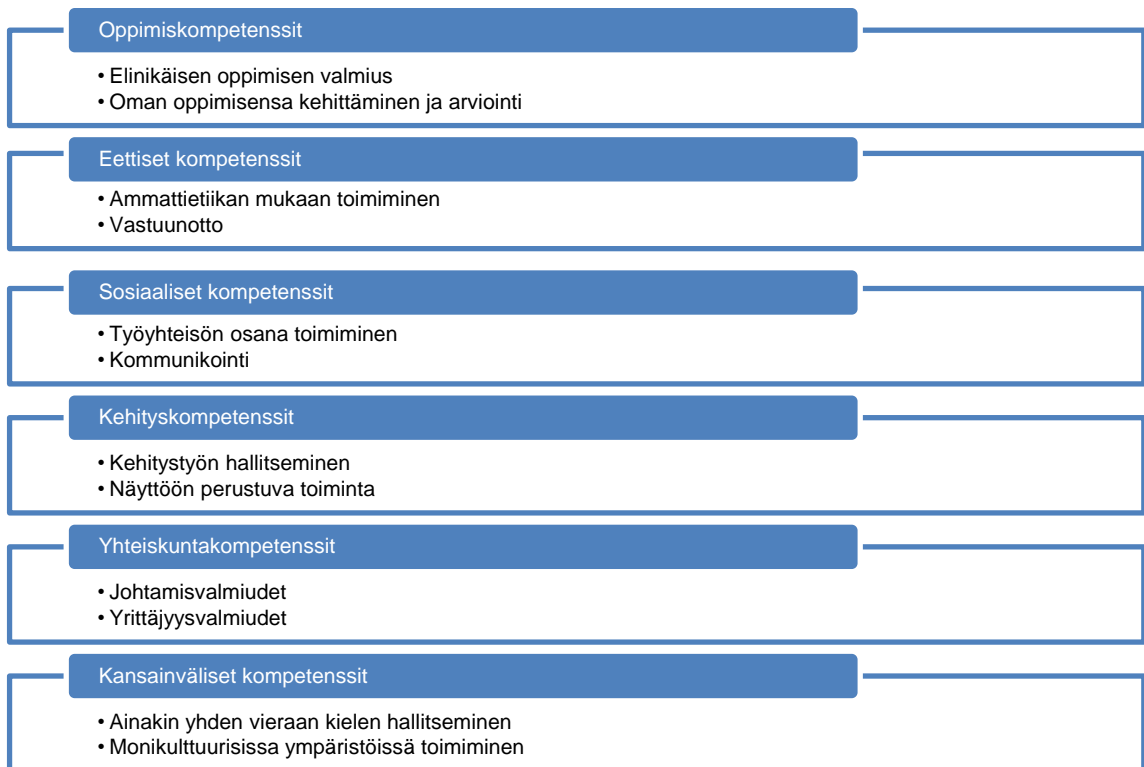 Oppimiskompetenssit
• Elinikäisen oppimisen valmius
• Oman oppimisensa kehittäminen ja arviointi
Eettiset kompetenssit
• Ammattietiikan mukaan toimiminen
• Vastuunotto
Sosiaaliset kompetenssit
• Työyhteisön osana toimiminen
• Kommunikointi
Kehityskompetenssit
• Kehitystyön hallitseminen
• Näyttöön perustuva toiminta
Yhteiskuntakompetenssit
• Johtamisvalmiudet
• Yrittäjyysvalmiudet
Kansainväliset kompetenssit
• Ainakin yhden vieraan kielen hallitseminen
• Monikulttuurisissa ympäristöissä toimiminen